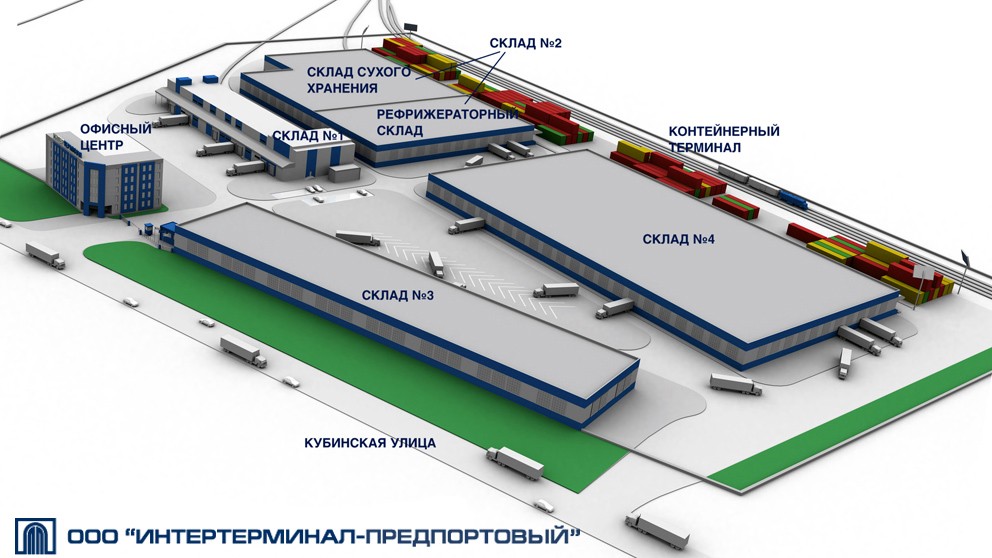 СКЛАД №2
СКЛАД СУХОГО
ХРАНЕНИЯ
РЕФРИЖЕРАТОРНЫЙ
СКЛАД
СКЛАД №1
ОФИСНЫЙ
ЦЕНТР
КОНТЕЙНЕРНЫЙ
ТЕРМИНАЛ
СКЛАД №4
СКЛАД №3
КУБИНСКАЯ УЛИЦА
ООО “ИНТЕРТЕРМИНАЛ-ПРЕДПОРТОВЫЙ”